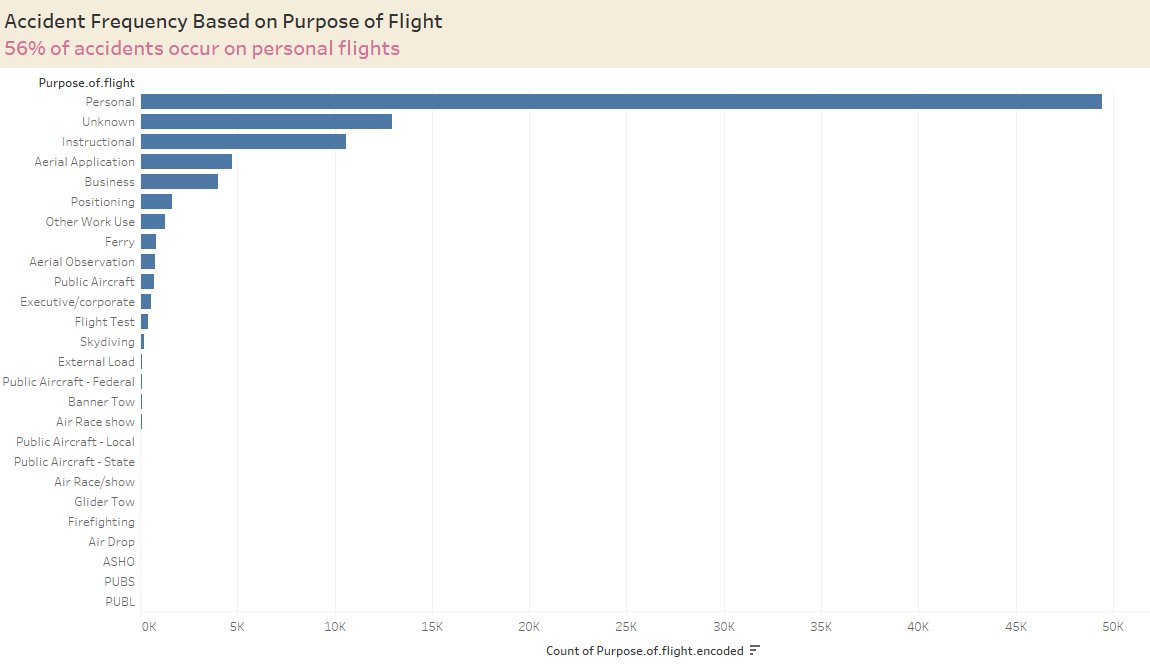 Accident Frequency Based on Purpose of Flight
56% of accidents occur on personal flights
Purpose.of.flight
Personal
Unknown
Instructional
Aerial Application
Business
Positioning
Other Work Use
Ferry
Aerial Observation
Public Aircraft
Executive/corporate
Flight Test
Skydiving
External Load
Public Aircraft - Federal
Banner Tow
Air Race show
Public Aircraft - Local
Public Aircraft - State
Air Race/show
Glider Tow
Firefighting
Air Drop
ASHO
PUBS
PUBL
0K 5K 10K 15K 20K 25K 30K 35K 40K 45K 50K
Count of Purpose.of.flight.encoded